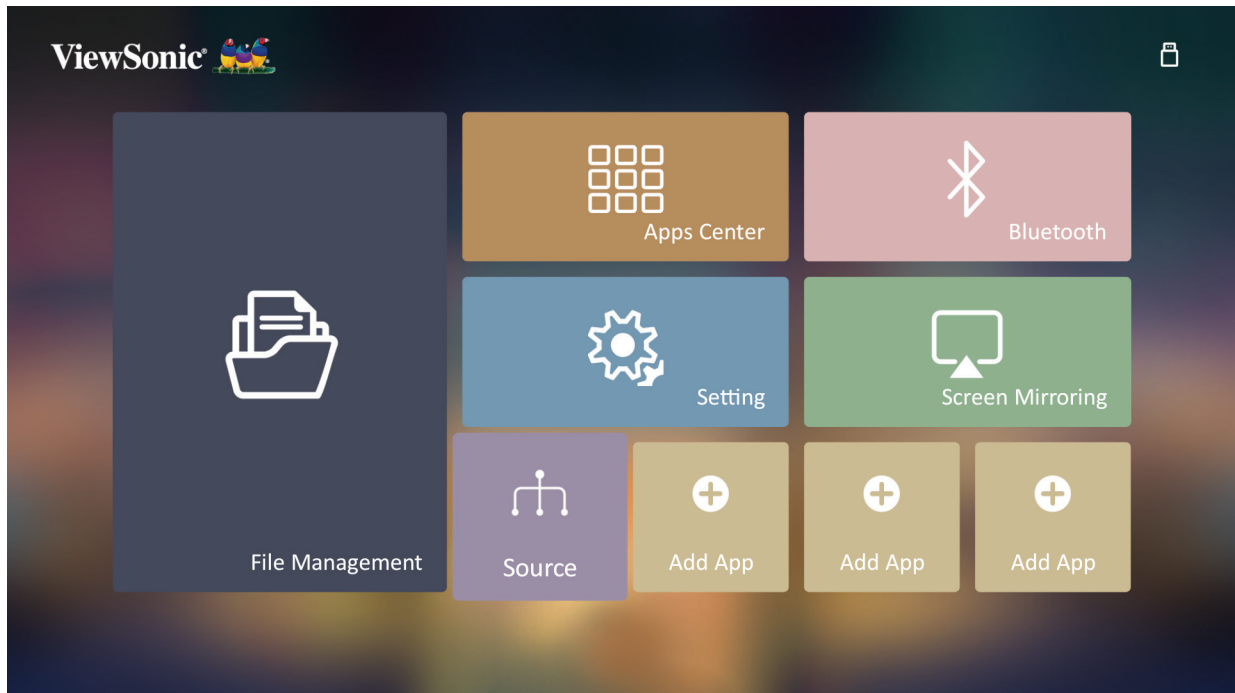 ViewSonic®
Apps Center
Bluetooth
Setting
Screen Mirroring
File Management
Source
Add App
Add App
Add App